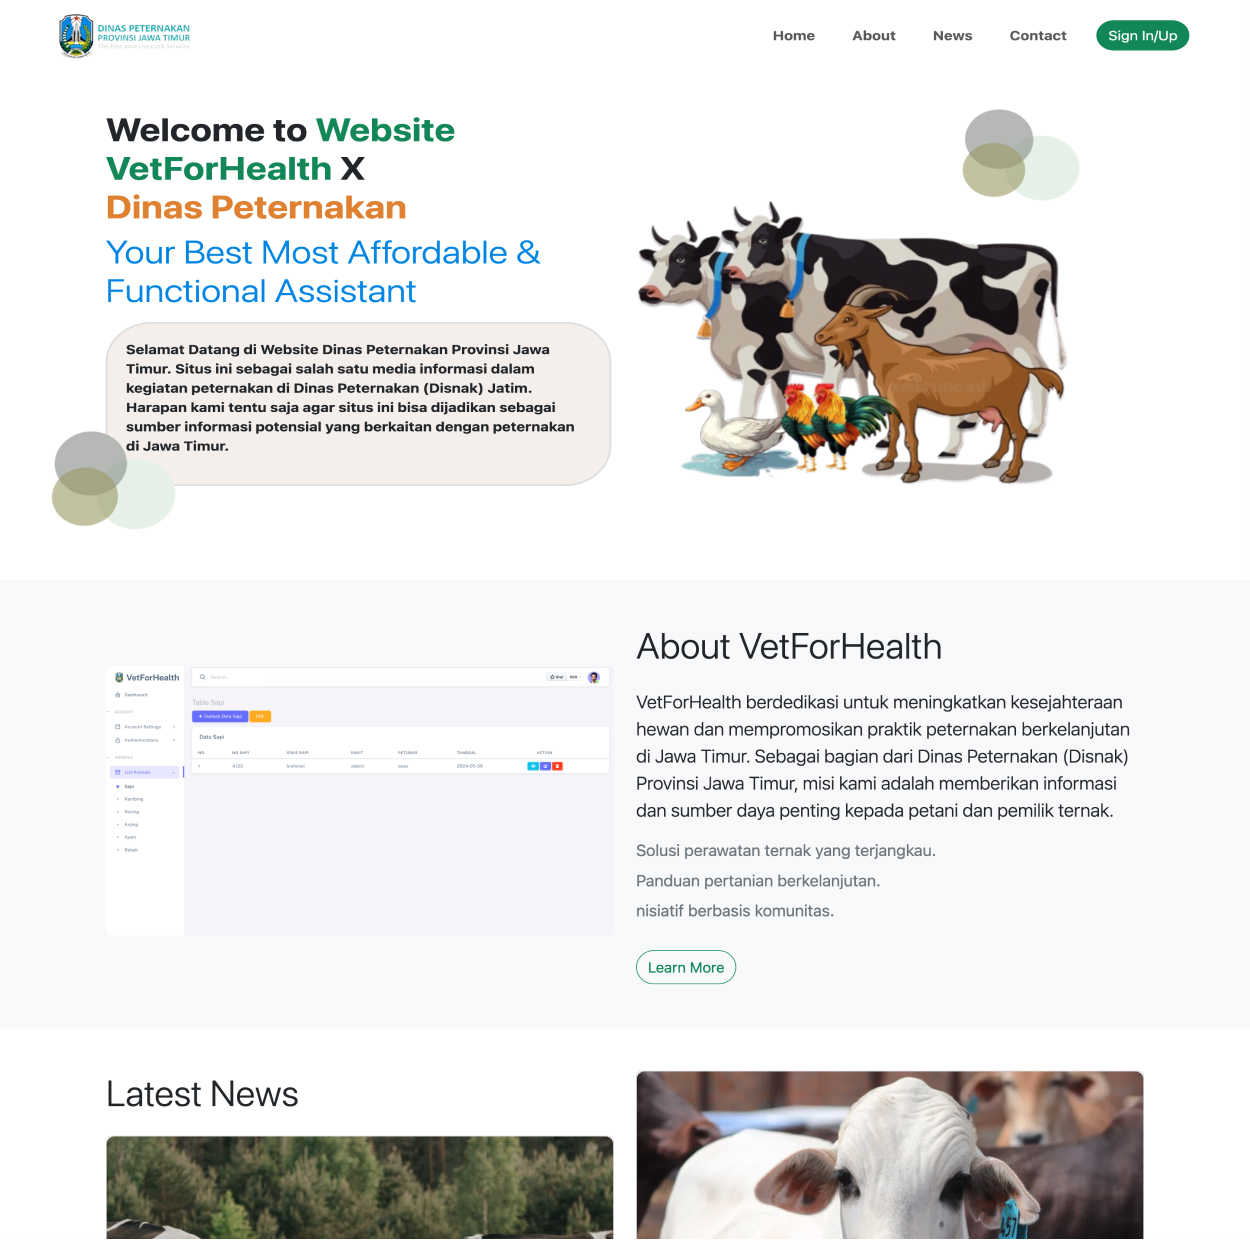 DINAS PETERNAKAN
PROVINSI JAWA TIMUR
The East Java Livestock Services
Home
About
News
Contact
Sign In/Up
Welcome to Website
VetForHealth X
Dinas Peternakan
Your Best Most Affordable &
Functional Assistant
Selamat Datang di Website Dinas Peternakan Provinsi Jawa
Timur. Situs ini sebagai salah satu media informasi dalam
kegiatan peternakan di Dinas Peternakan (Disnak) Jatim.
Harapan kami tentu saja agar situs ini bisa dijadikan sebagai
sumber informasi potensial yang berkaitan dengan peternakan
di Jawa Timur.
VetForHealth
Search...
Star
Dashboard
ACCOUNT
Account Settings
Authentications
ANIMALS
List Animals
Sapi
Kambing
Kucing
Anjing
Ayam
Bebek
Table Sapi
+ Tambah Data Sapi
PDF
Data Sapi
NO
NO SAPI
JENIS SAPI
SAKIT
PETUGAS
TANGGAL
ACTION
1
A123
2024-05-09
About VetForHealth
VetForHealth berdedikasi untuk meningkatkan kesejahteraan
hewan dan mempromosikan praktik peternakan berkelanjutan
di Jawa Timur. Sebagai bagian dari Dinas Peternakan (Disnak)
Provinsi Jawa Timur, misi kami adalah memberikan informasi
dan sumber daya penting kepada petani dan pemilik ternak.
Solusi perawatan ternak yang terjangkau.
Panduan pertanian berkelanjutan.
nisiatif berbasis komunitas.
Learn More
Latest News
457